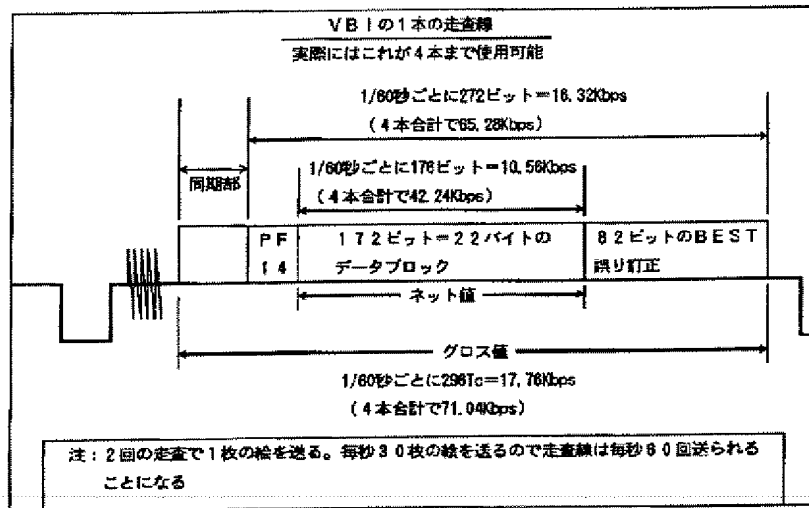 VBIの1本の走査線
実際にはこれが4本まで使用可能
1/60秒ごとに272ビット=16.32Kbps
(4本合計で65.28Kbps)
1/60秒ごとに176ビット=10.56Kbps
(4本合計で42.24Kbps)
同期部
PF
14
172ビット=22バイトの
データブロック
82ビットのBEST
誤り訂正
ネット値
グロス値
1/60秒ごとに296Tc=17,76Kbps
(4本合計で71.04Kbps)
注:2回の走査で1枚の絵を送る。毎秒30枚の絵を送るので走査線は毎秒60回送られる
ことになる